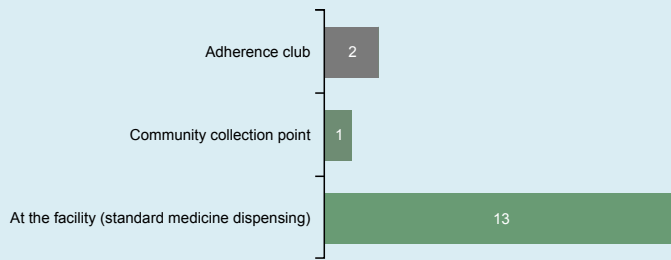 Adherence club
2
Community collection point
1
At the facility (standard medicine dispensing)
13